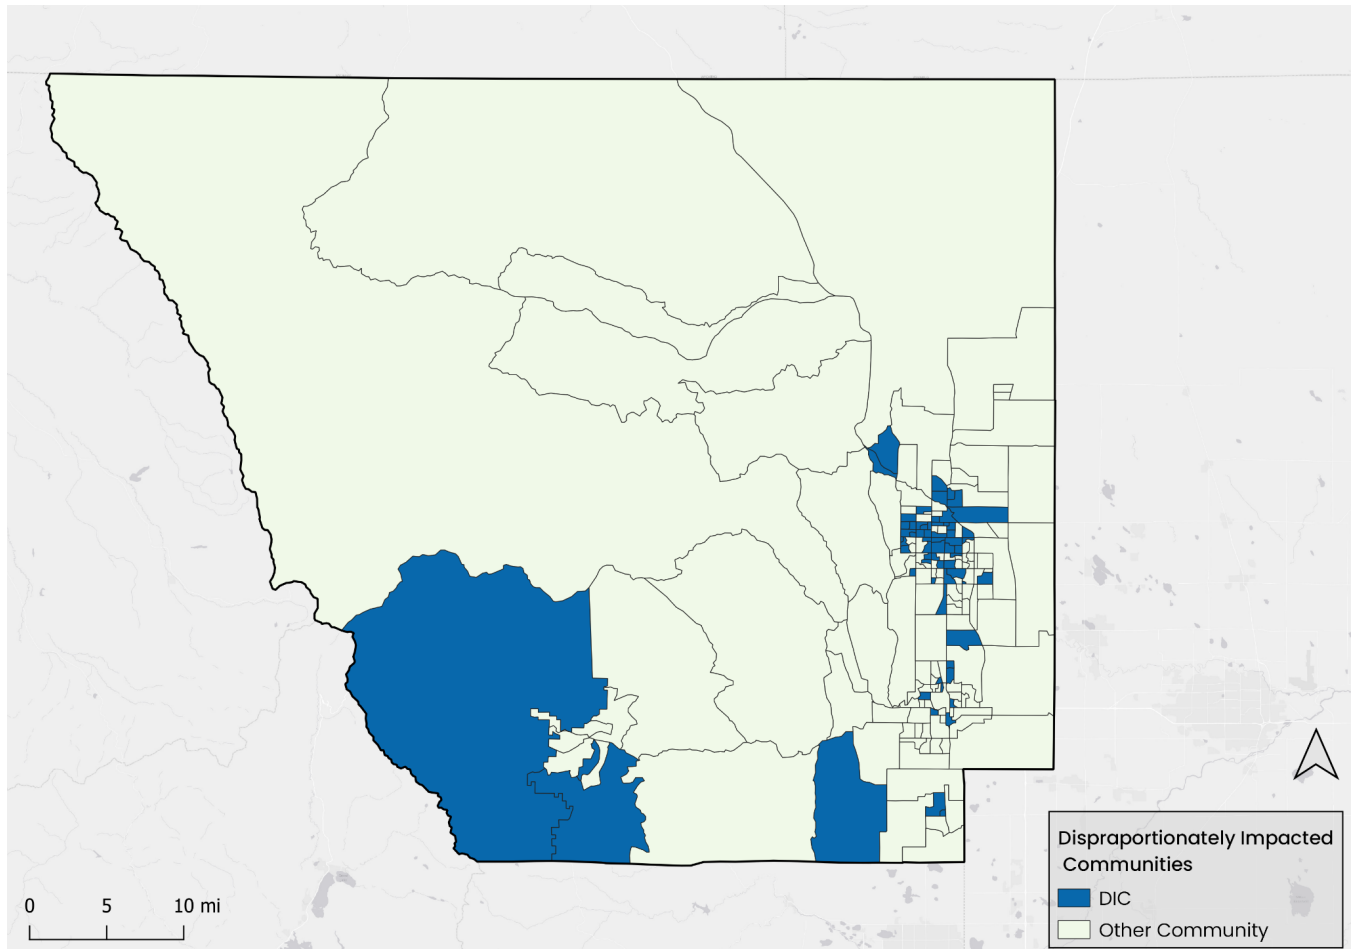 0 5 10 mi
Dispraportionately Impacted
Communities
DIC
Other Community